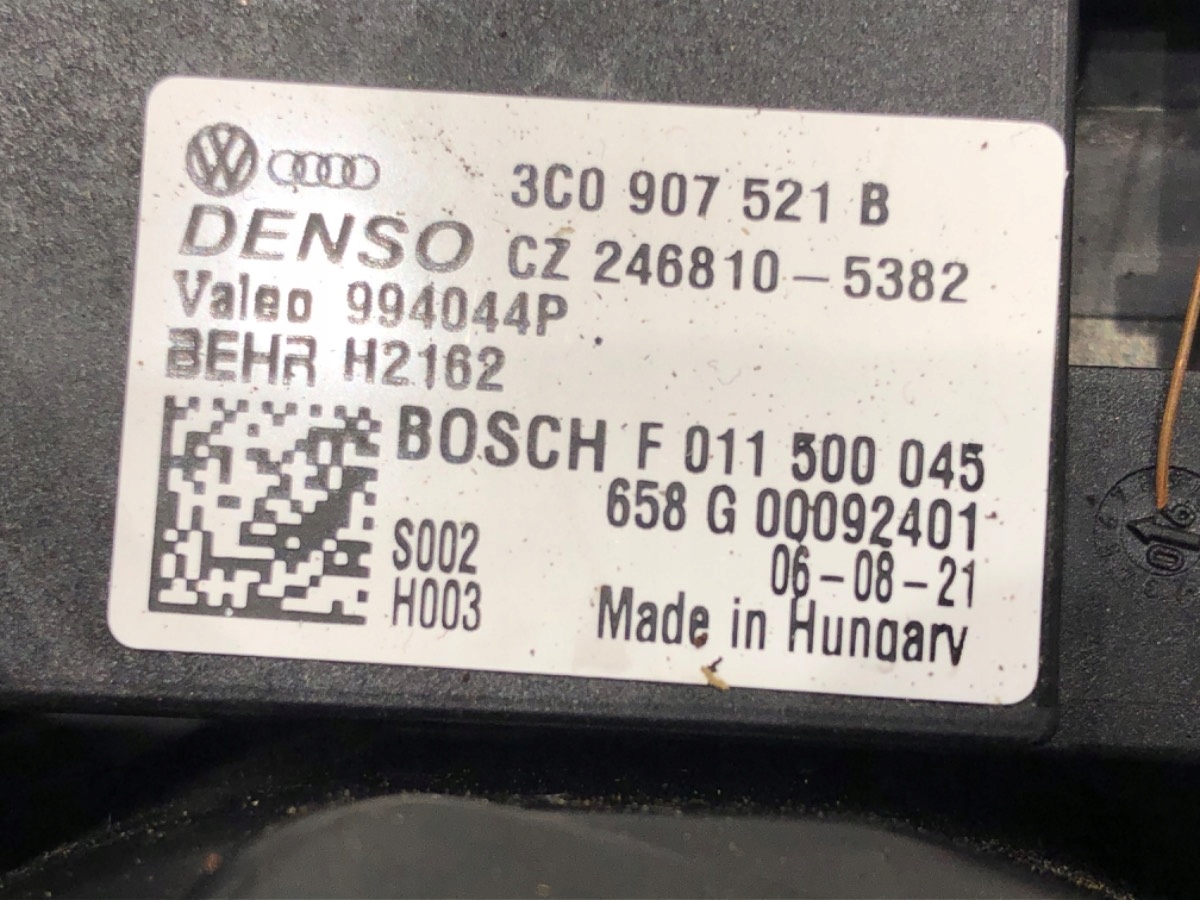 3C0 907 521 B
DENSO CZ 246810-5382
Valeo 994044P
BEHR H2162
BOSCH F 011 500 045
658 G 00092401
S002
06-08-21
H003
Made in Hungary